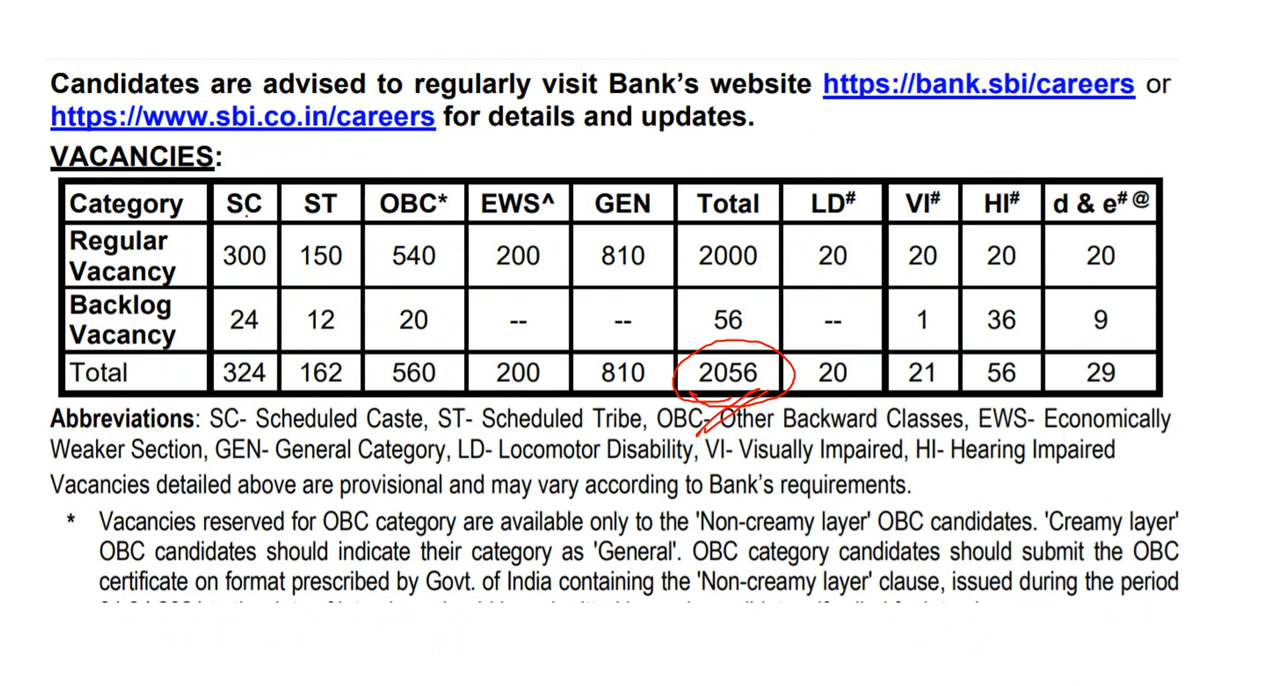 Candidates are advised to regularly visit Bank's website https://bank.sbi/careers or
https://www.sbi.co.in/careers for details and updates.
VACANCIES:
Category SC ST OBC* EWS^ GEN Total LD# VI# HI# d & e# @
Regular Vacancy 300 150 540 200 810 2000 20 20 20 20
Backlog Vacancy 24 12 20 -- -- 56 -- 1 36 9
Total 324 162 560 200 810 2056 20 21 56 29
Abbreviations: SC- Scheduled Caste, ST- Scheduled Tribe, OBC- Other Backward Classes, EWS- Economically
Weaker Section, GEN- General Category, LD- Locomotor Disability, VI- Visually Impaired, HI- Hearing Impaired
Vacancies detailed above are provisional and may vary according to Bank's requirements.
* Vacancies reserved for OBC category are available only to the 'Non-creamy layer' OBC candidates. 'Creamy layer'
OBC candidates should indicate their category as 'General'. OBC category candidates should submit the OBC
certificate on format prescribed by Govt. of India containing the 'Non-creamy layer' clause, issued during the period